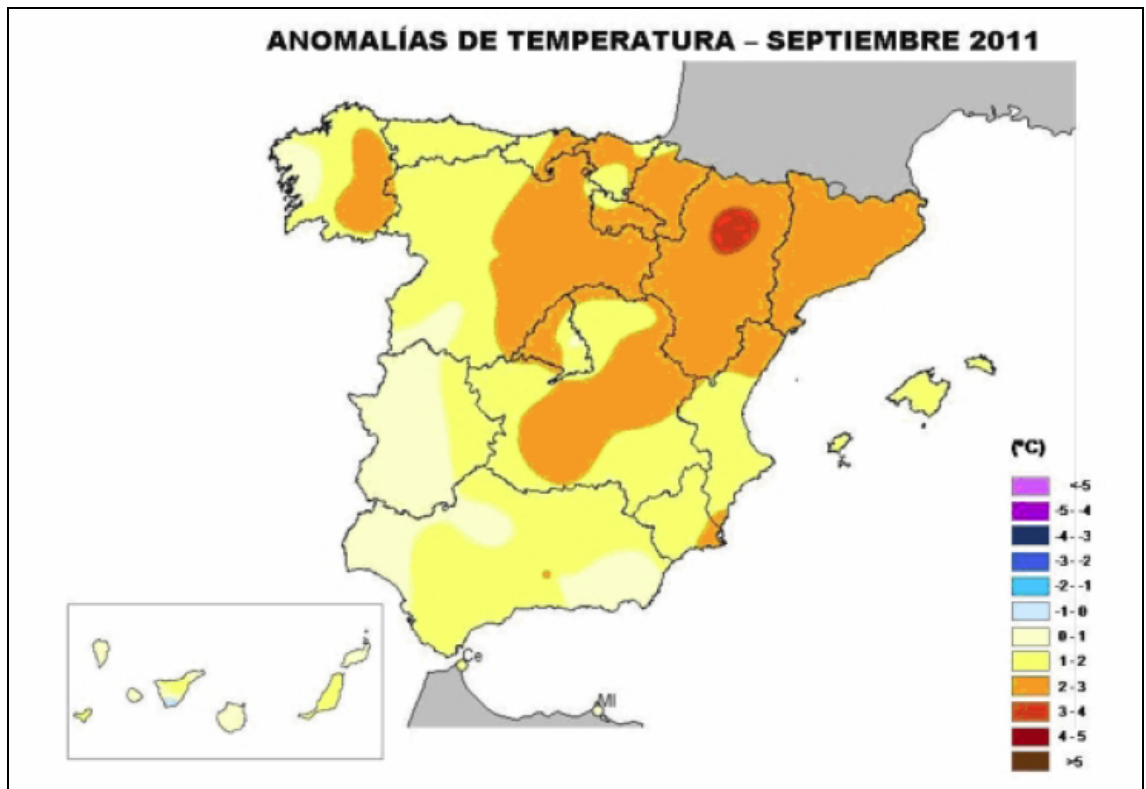 ANOMALÍAS DE TEMPERATURA – SEPTIEMBRE 2011
(ºC)
<-5
-5 - -4
-4 - -3
-3 - -2
-2 - -1
-1 - 0
0 - 1
1 - 2
2 - 3
3 - 4
4 - 5
>5
Ce
Ml